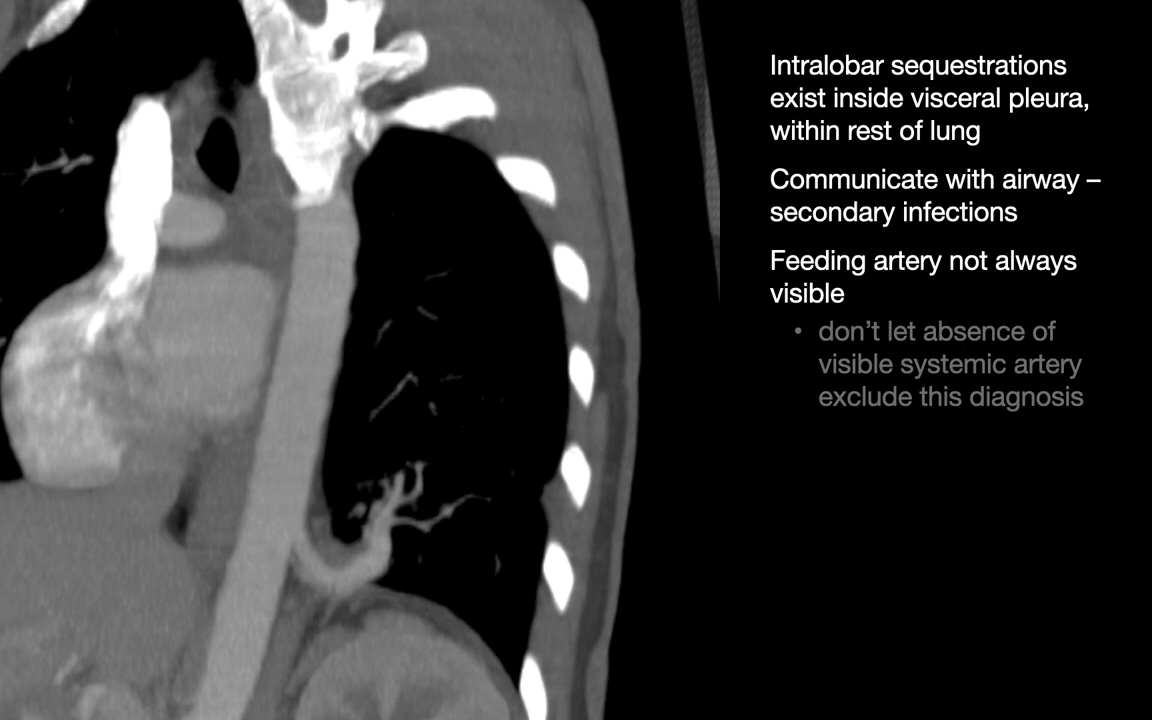 Intralobar sequestrations
exist inside visceral pleura,
within rest of lung
Communicate with airway –
secondary infections
Feeding artery not always
visible
• don’t let absence of
visible systemic artery
exclude this diagnosis